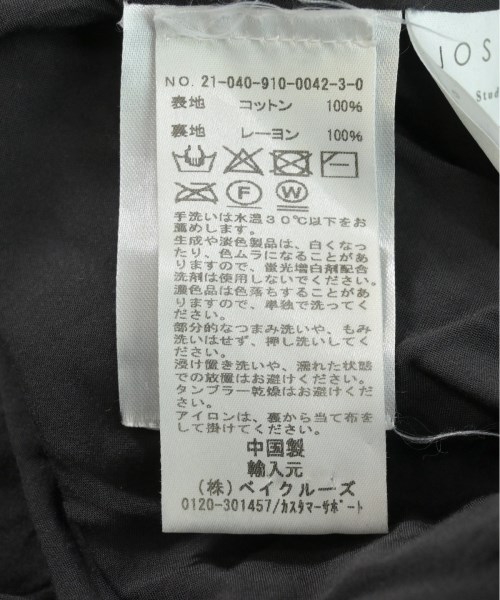 JOS
Stud
NO. 21-040-910-0042-3-0
表地 コットン 100%
裏地 レーヨン 100%
F W
手洗いは水温30℃以下をお
薦めします。
生成や淡色製品は、白くなっ
たり、色ムラになることがあ
りますので、蛍光増白剤配合
洗剤は使用しないでください。
濃色品は色落ちすることがあ
りますので、単独で洗ってく
ださい。
部分的なつまみ洗いや、もみ
洗いはせず、押し洗いしてく
ださい。
浸け置き洗いや、濡れた状態
での放置はお避けください。
タンブラー乾燥はお避けくだ
さい。
アイロンは、裏から当て布を
して掛けてください。
中国製
輸入元
(株)ベイクルーズ
0120-301457/カスタマーサポート